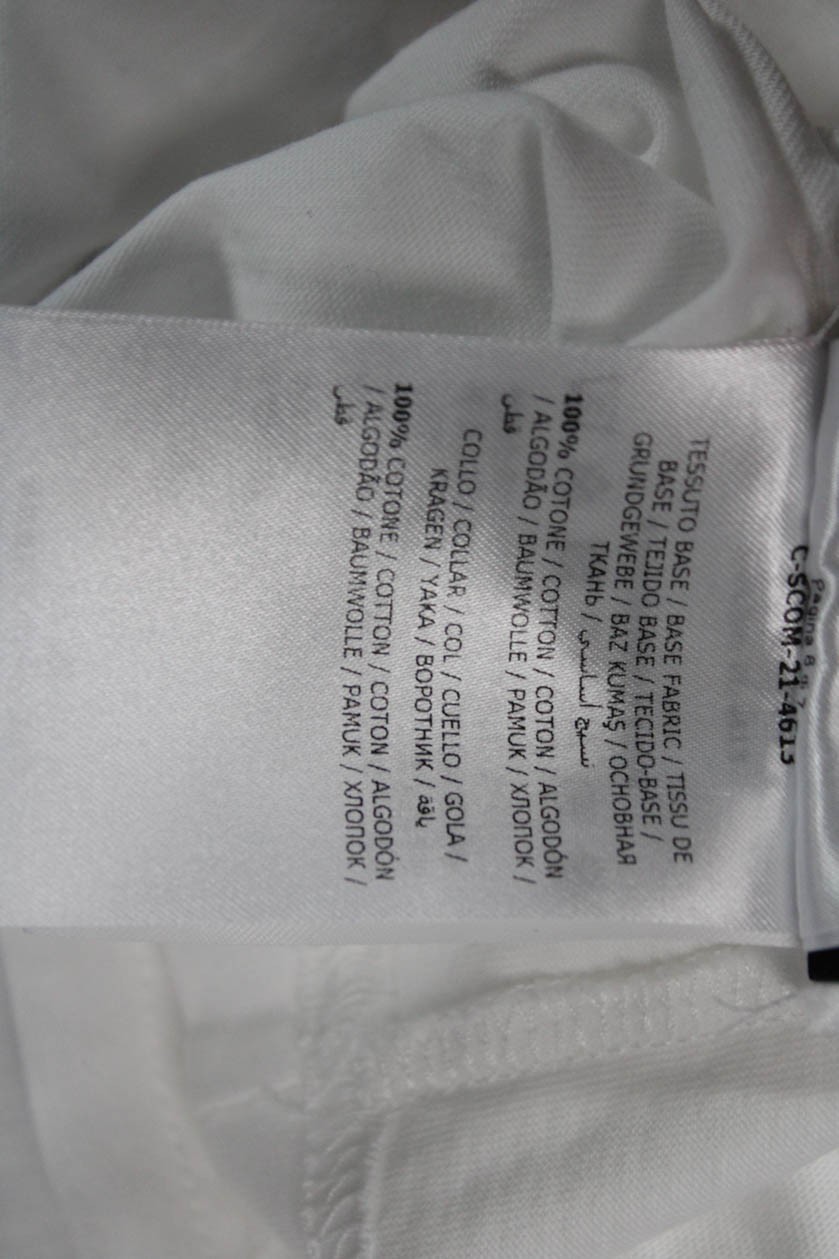 Pagina
C-SCOM-21-4613
TESSUTO BASE / BASE FABRIC / TISSU DE
BASE / TEJIDO BASE / TECIDO-BASE /
GRUNDGEWEBE / BAZ KUMAŞ / ОСНОВНАЯ
ТКАНЬ / نسيج أساسي
100% COTONE / COTTON / COTON / ALGODÓN
/ ALGODÃO / BAUMWOLLE / PAMUK / ХЛОПОК /
قطن
COLLO / COLLAR / COL / CUELLO / GOLA /
KRAGEN / YAKA / ВОРОТНИК / ياقة
100% COTONE / COTTON / COTON / ALGODÓN
/ ALGODÃO / BAUMWOLLE / PAMUK / ХЛОПОК /
قطن